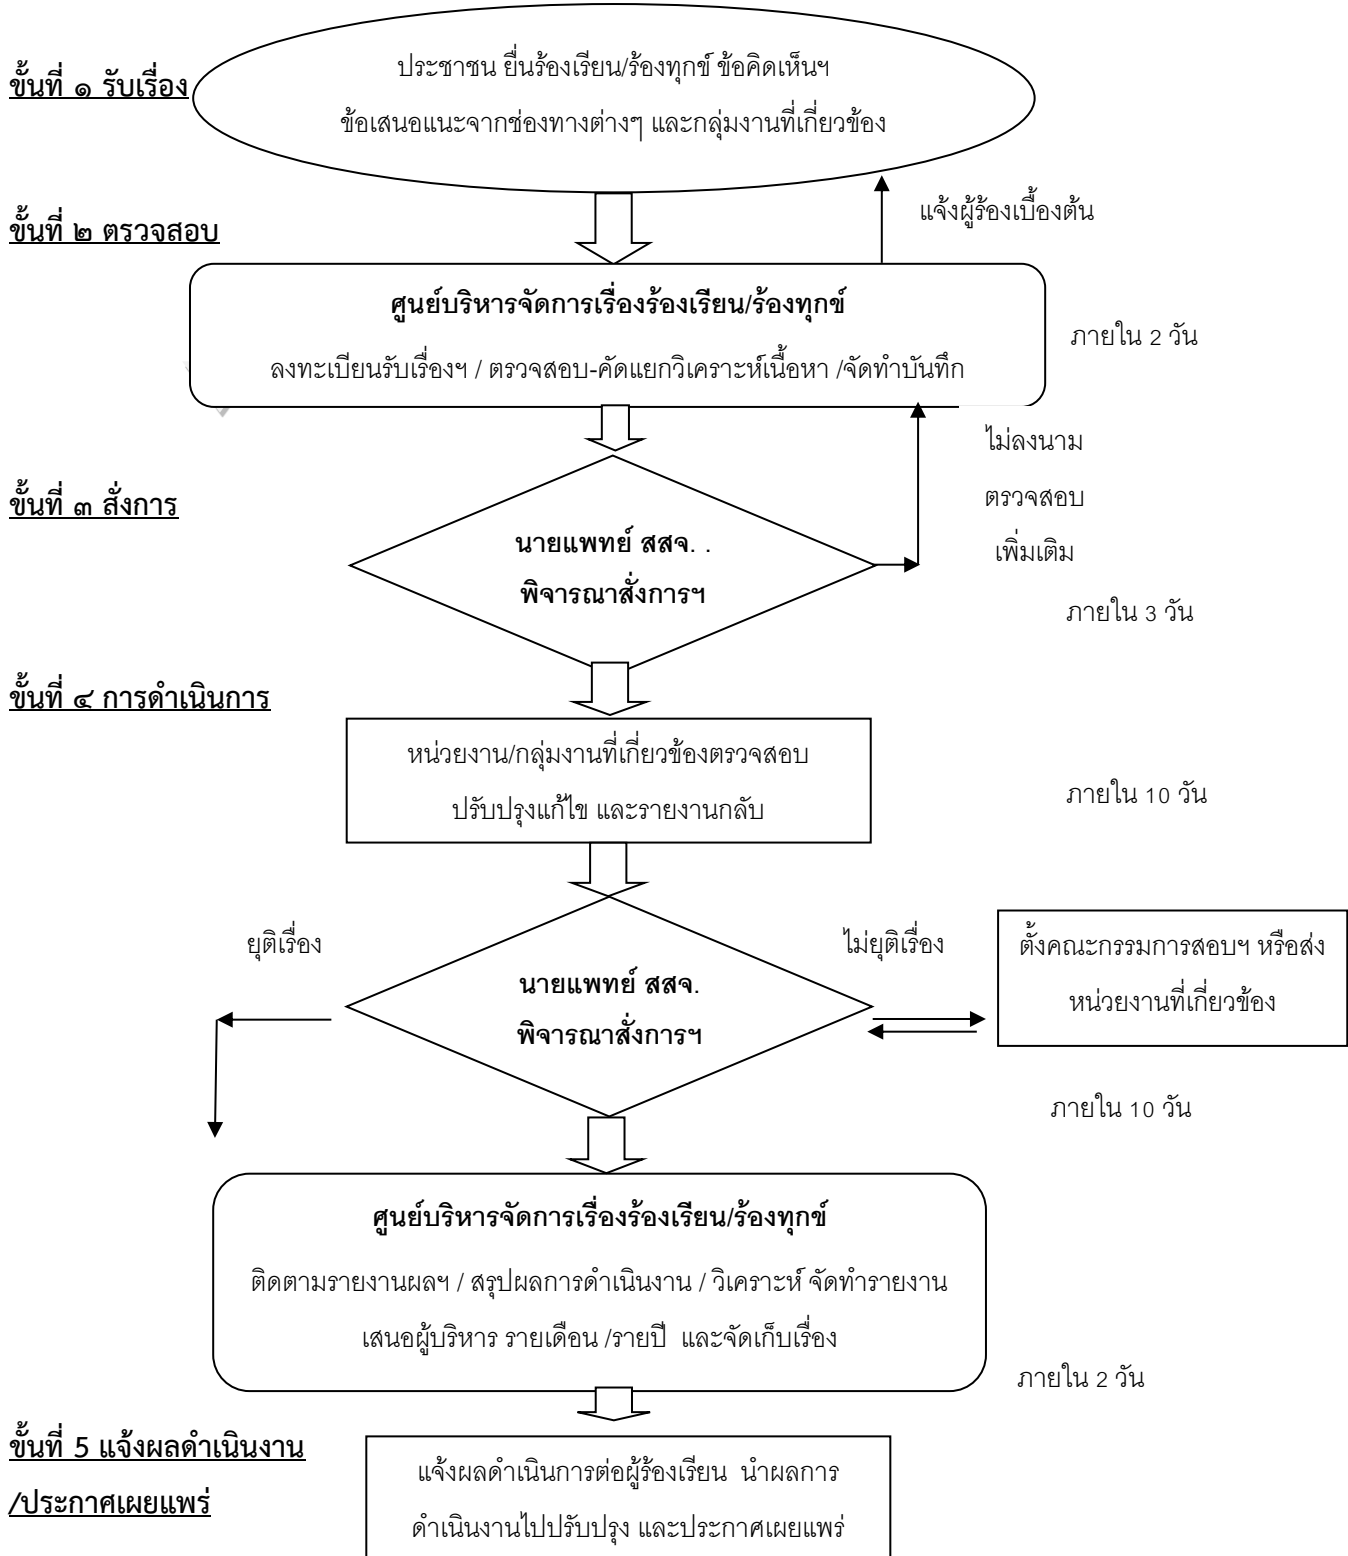 ประชาชน ยื่นร้องเรียน/ร้องทุกข์ ข้อคิดเห็นฯ
ขั้นที่ ๑ รับเรื่อง
ข้อเสนอแนะจากช่องทางต่างๆ และกลุ่มงานที่เกี่ยวข้อง
แจ้งผู้ร้องเบื้องต้น
ขั้นที่ ๒ ตรวจสอบ
ศูนย์บริหารจัดการเรื่องร้องเรียน/ร้องทุกข์
ภายใน 2 วัน
ลงทะเบียนรับเรื่องฯ / ตรวจสอบ-คัดแยกวิเคราะห์เนื้อหา /จัดทำบันทึก
ไม่ลงนาม
ตรวจสอบ
เพิ่มเติม
ขั้นที่ ๓ สั่งการ
นายแพทย์ สสจ. .
พิจารณาสั่งการฯ
ภายใน 3 วัน
ขั้นที่ ๔ การดำเนินการ
หน่วยงาน/กลุ่มงานที่เกี่ยวข้องตรวจสอบ
ปรับปรุงแก้ไข และรายงานกลับ
ภายใน 10 วัน
ยุติเรื่อง
ไม่ยุติเรื่อง
ตั้งคณะกรรมการสอบฯ หรือส่ง
หน่วยงานที่เกี่ยวข้อง
นายแพทย์ สสจ.
พิจารณาสั่งการฯ
ภายใน 10 วัน
ศูนย์บริหารจัดการเรื่องร้องเรียน/ร้องทุกข์
ติดตามรายงานผลฯ / สรุปผลการดำเนินงาน / วิเคราะห์ จัดทำรายงาน
เสนอผู้บริหาร รายเดือน /รายปี และจัดเก็บเรื่อง
ภายใน 2 วัน
ขั้นที่ 5 แจ้งผลดำเนินงาน
/ประกาศเผยแพร่
แจ้งผลดำเนินการต่อผู้ร้องเรียน นำผลการ
ดำเนินงานไปปรับปรุง และประกาศเผยแพร่